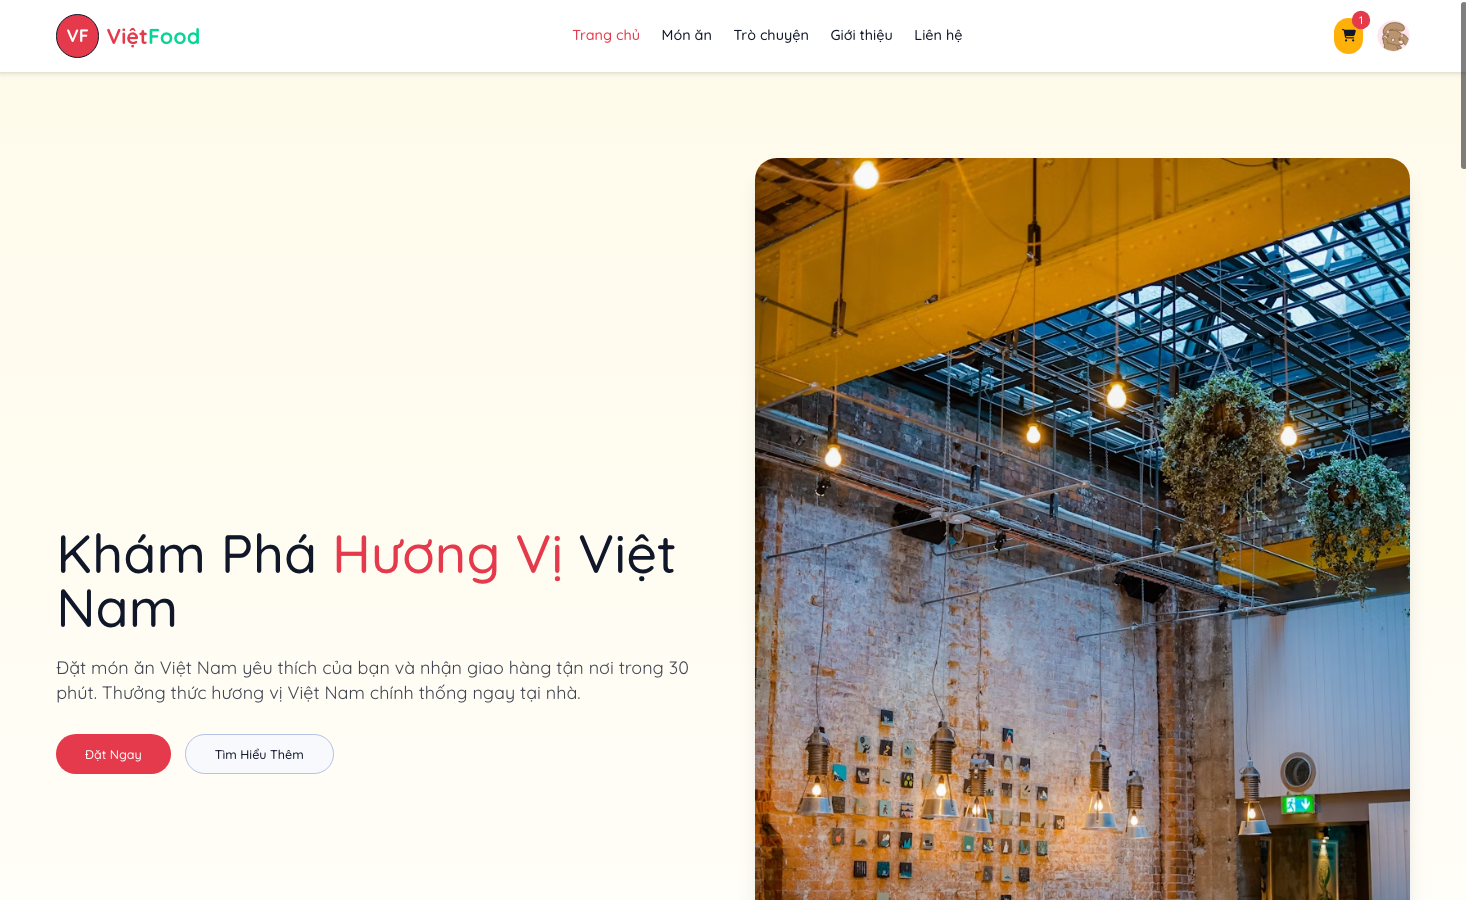 VF ViệtFood
Trang chủ Món ăn Trò chuyện Giới thiệu Liên hệ
1
Khám Phá Hương Vị Việt
Nam
Đặt món ăn Việt Nam yêu thích của bạn và nhận giao hàng tận nơi trong 30
phút. Thưởng thức hương vị Việt Nam chính thống ngay tại nhà.
Đặt Ngay
Tìm Hiểu Thêm